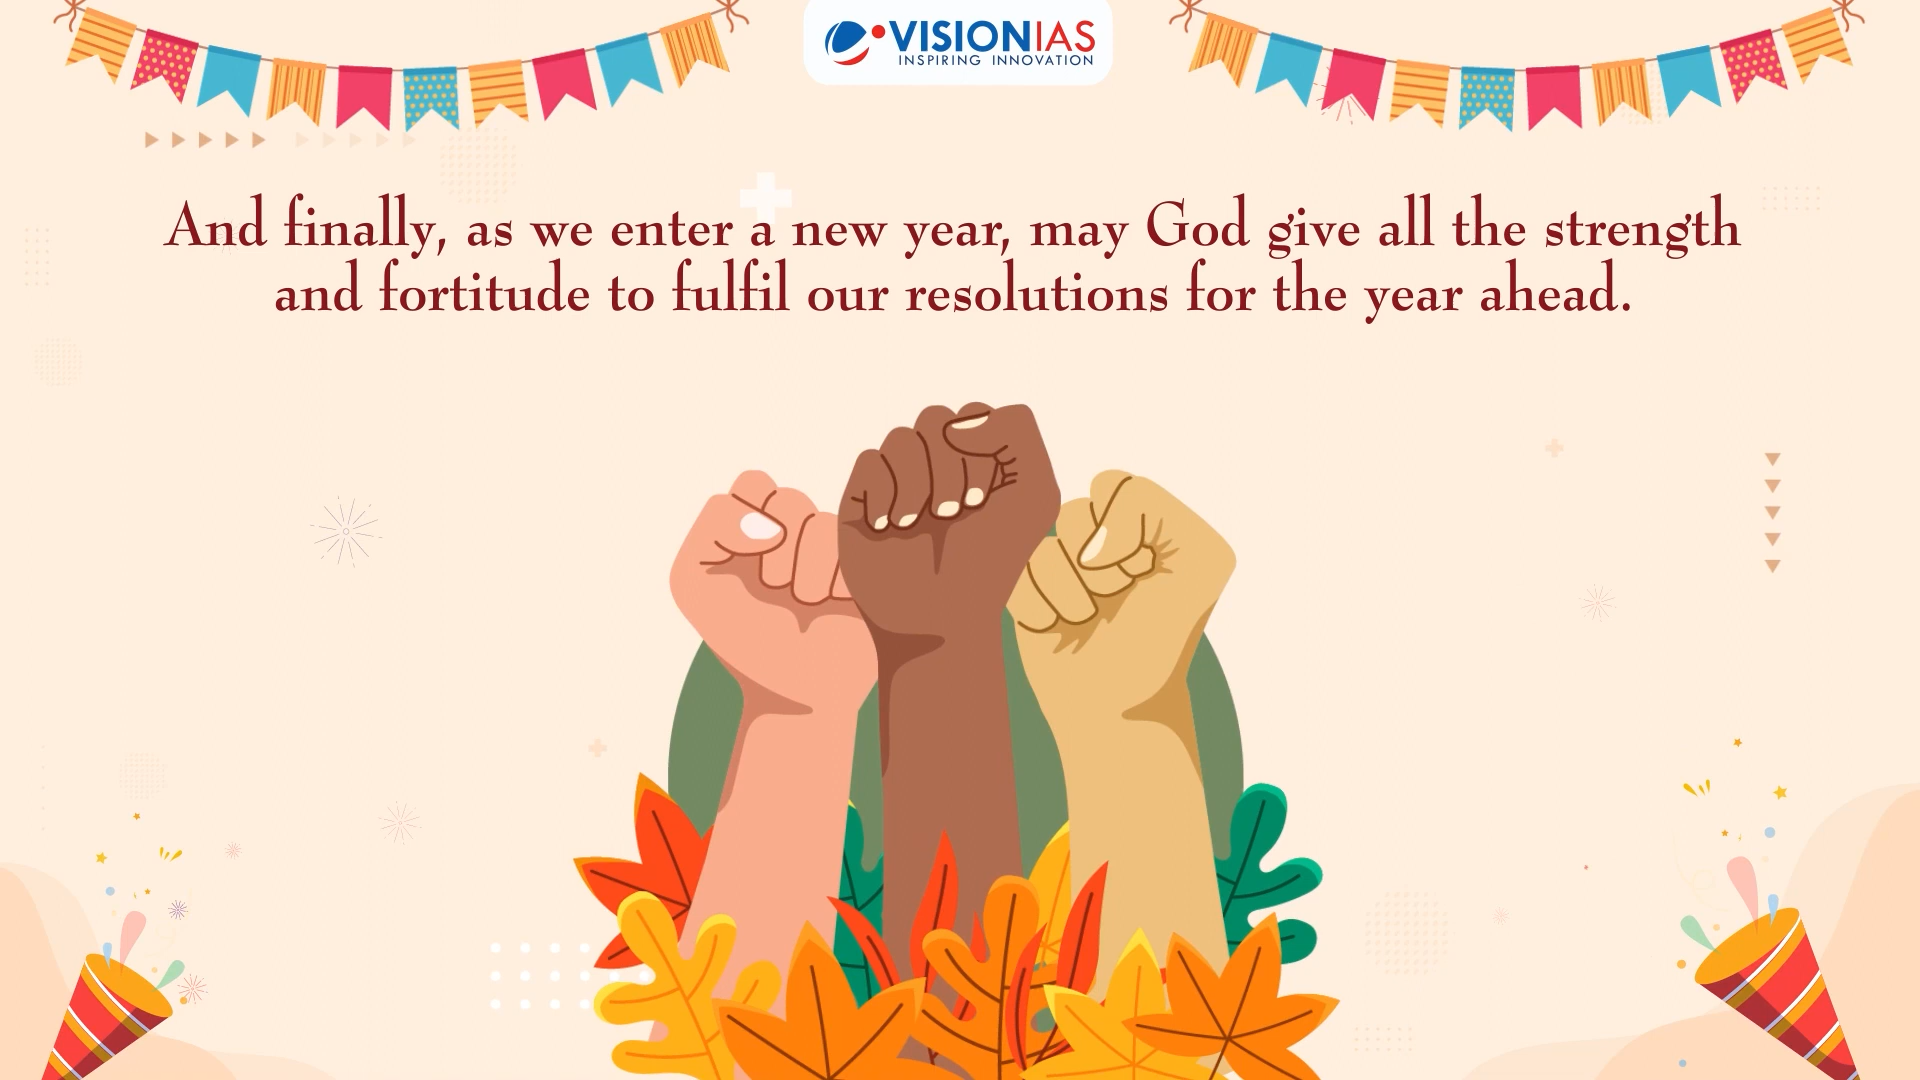 VISIONIAS
INSPIRING INNOVATION
And finally, as we enter a new year, may God give all the strength
and fortitude to fulfil our resolutions for the year ahead.